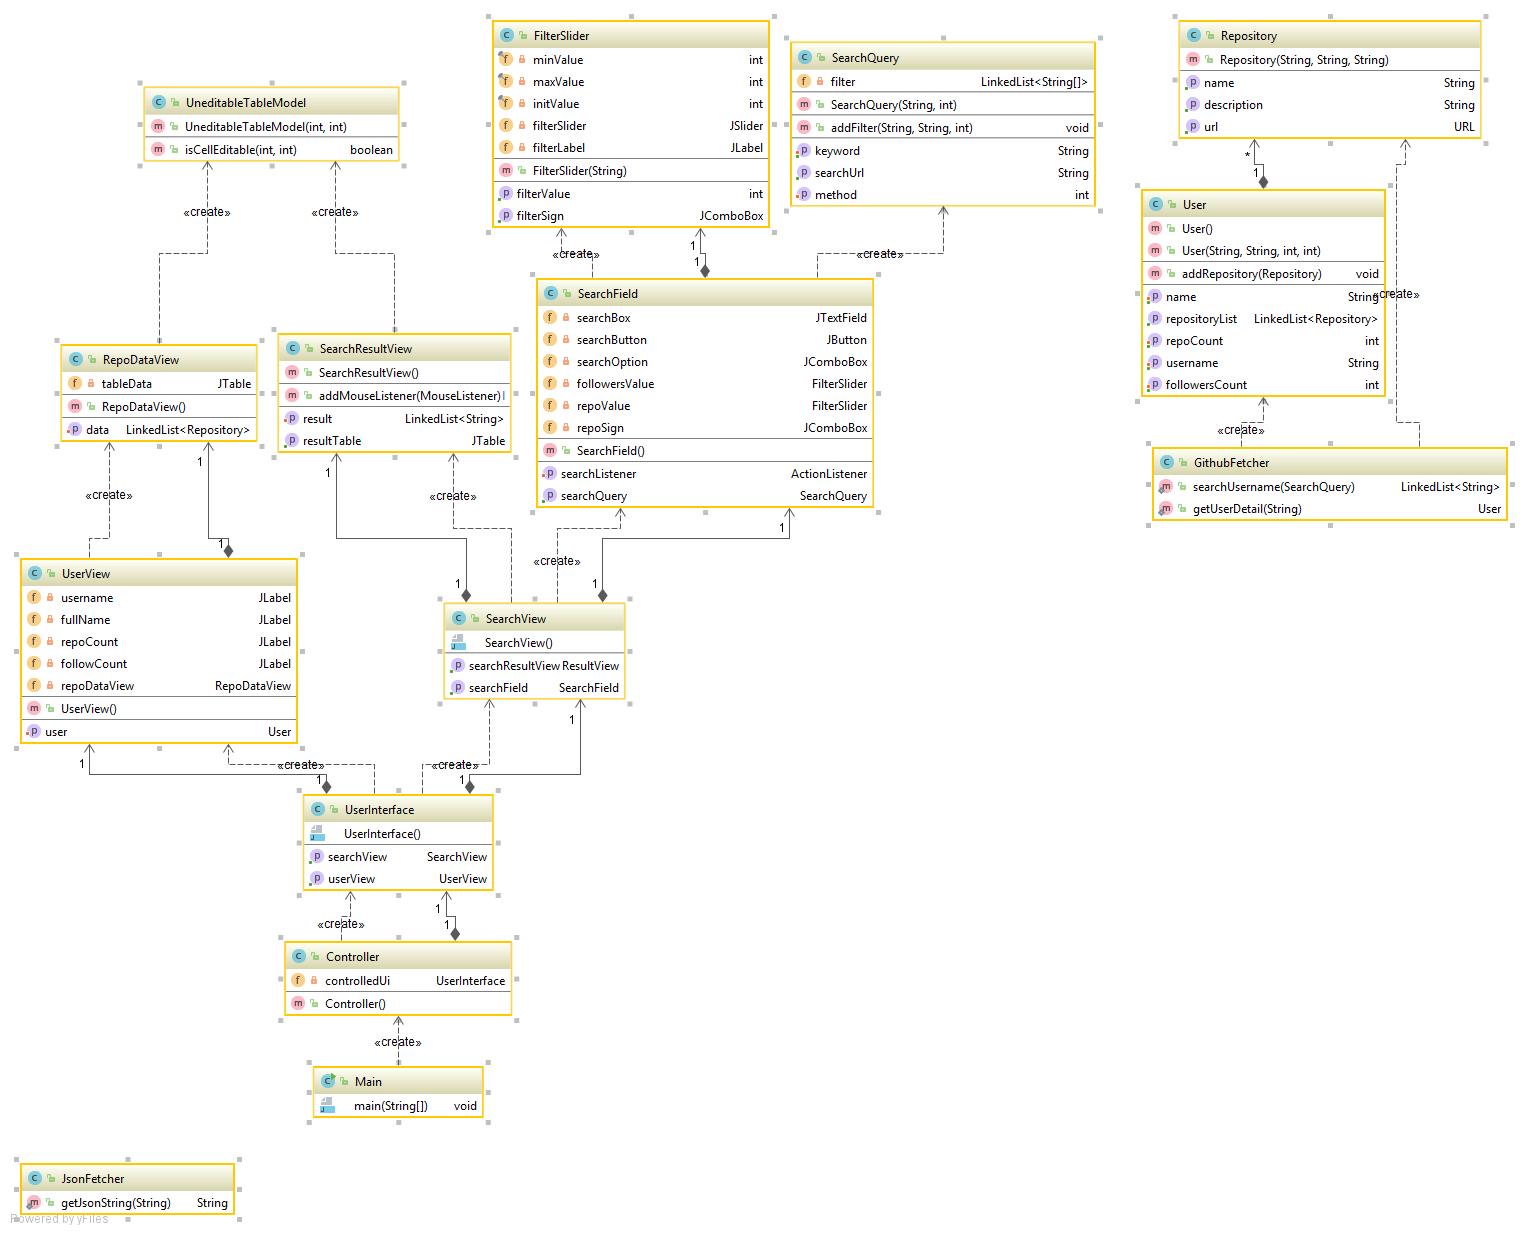 FilterSlider
minValue int
maxValue int
initValue int
filterSlider JSlider
filterLabel JLabel
FilterSlider(String)
filterValue int
filterSign JComboBox
SearchQuery
filter LinkedList<String[]>
SearchQuery(String, int)
addFilter(String, String, int) void
keyword String
searchUrl String
method int
Repository
Repository(String, String, String)
name String
description String
url URL
UneditableTableModel
UneditableTableModel(int, int)
isCellEditable(int, int) boolean
«create»
«create»
«create»
1
1
«create»
*
1
User
User()
User(String, String, int, int)
addRepository(Repository) void
name String
repositoryList LinkedList<Repository>
repoCount int
username String
followersCount int
«create»
SearchField
searchBox JTextField
searchButton JButton
searchOption JComboBox
followersValue FilterSlider
repoValue FilterSlider
repoSign JComboBox
SearchField()
searchListener ActionListener
searchQuery SearchQuery
RepoDataView
tableData JTable
RepoDataView()
data LinkedList<Repository>
SearchResultView
SearchResultView()
addMouseListener(MouseListener)
result LinkedList<String>
resultTable JTable
«create»
GithubFetcher
searchUsername(SearchQuery) LinkedList<String>
getUserDetail(String) User
«create»
1
1
1
«create»
1
«create»
1
1
UserView
username JLabel
fullName JLabel
repoCount JLabel
followCount JLabel
repoDataView RepoDataView
UserView()
user User
SearchView
SearchView()
searchResultView ResultView
searchField SearchField
1
«create»
1
«create»
1
1
UserInterface
UserInterface()
searchView SearchView
userView UserView
«create»
1
1
Controller
controlledUi UserInterface
Controller()
«create»
Main
main(String[]) void
JsonFetcher
getJsonString(String) String
Powered by yFiles